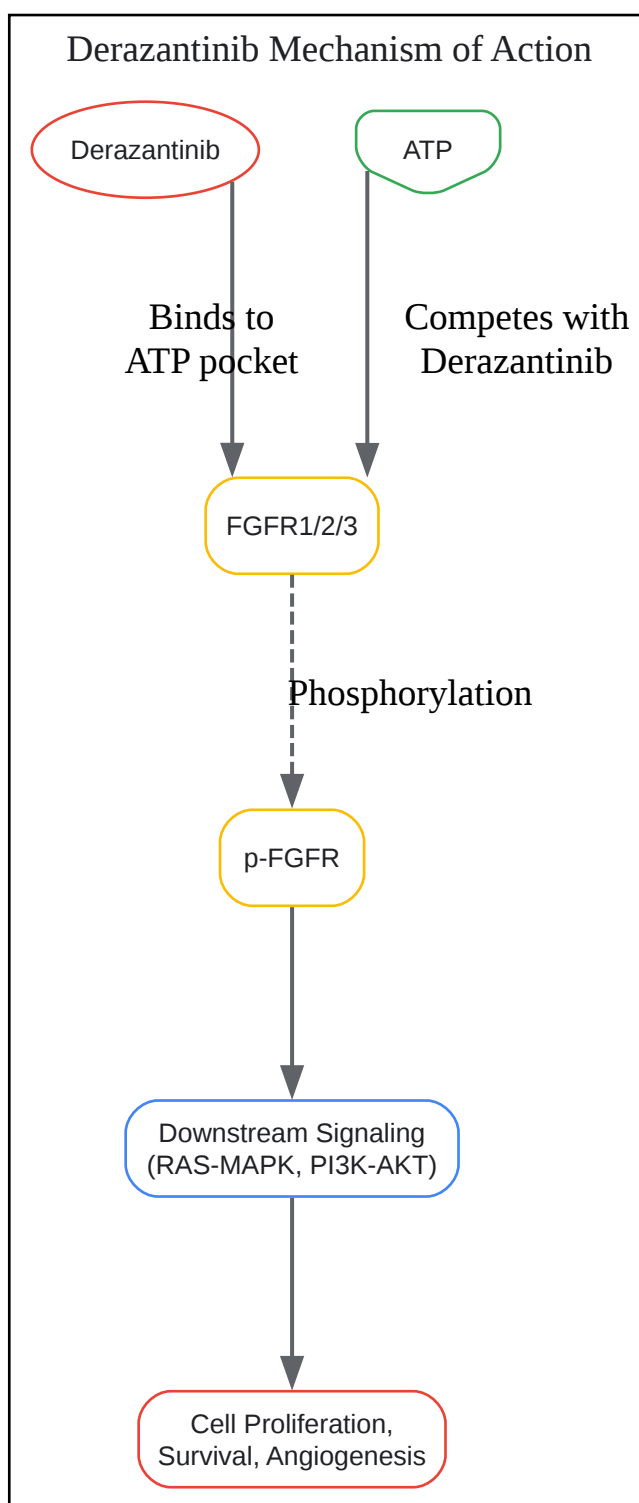 Derazantinib Mechanism of Action
Derazantinib
ATP
Binds to
ATP pocket
Competes with
Derazantinib
FGFR1/2/3
Phosphorylation
p-FGFR
Downstream Signaling
(RAS-MAPK, PI3K-AKT)
Cell Proliferation,
Survival, Angiogenesis